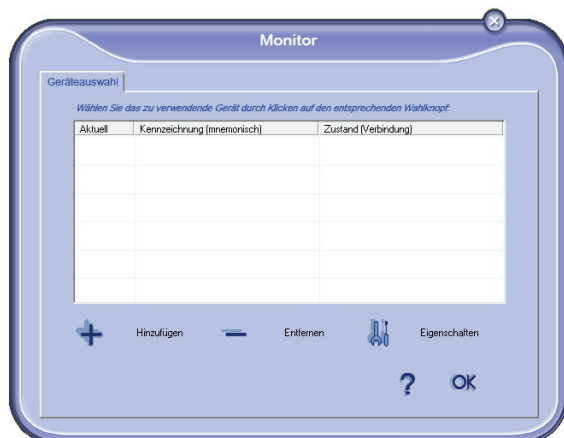 Monitor
Geräteauswahl
Wählen Sie das zu verwendende Gerät durch Klicken auf den entsprechenden Wahlknopf:
Aktuell Kennzeichnung (mnemonisch) Zustand (Verbindung)
Hinzufügen Entfernen Eigenschaften
? OK